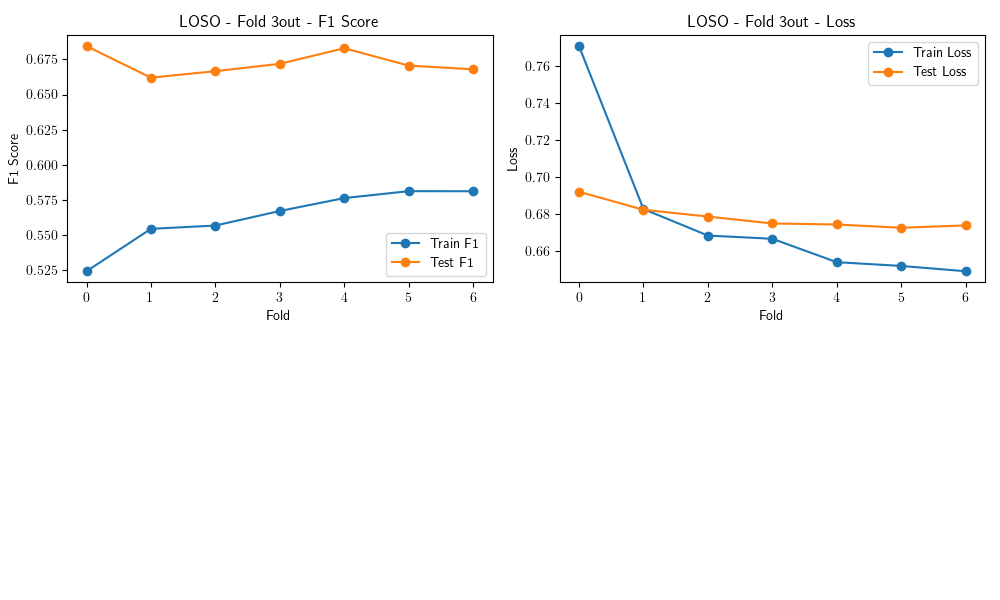 LOSO - Fold 3out - F1 Score
F1 Score
0.675
0.650
0.625
0.600
0.575
0.550
0.525
Train F1
Test F1
0 1 2 3 4 5 6
Fold
LOSO - Fold 3out - Loss
Loss
0.76
0.74
0.72
0.70
0.68
0.66
Train Loss
Test Loss
0 1 2 3 4 5 6
Fold